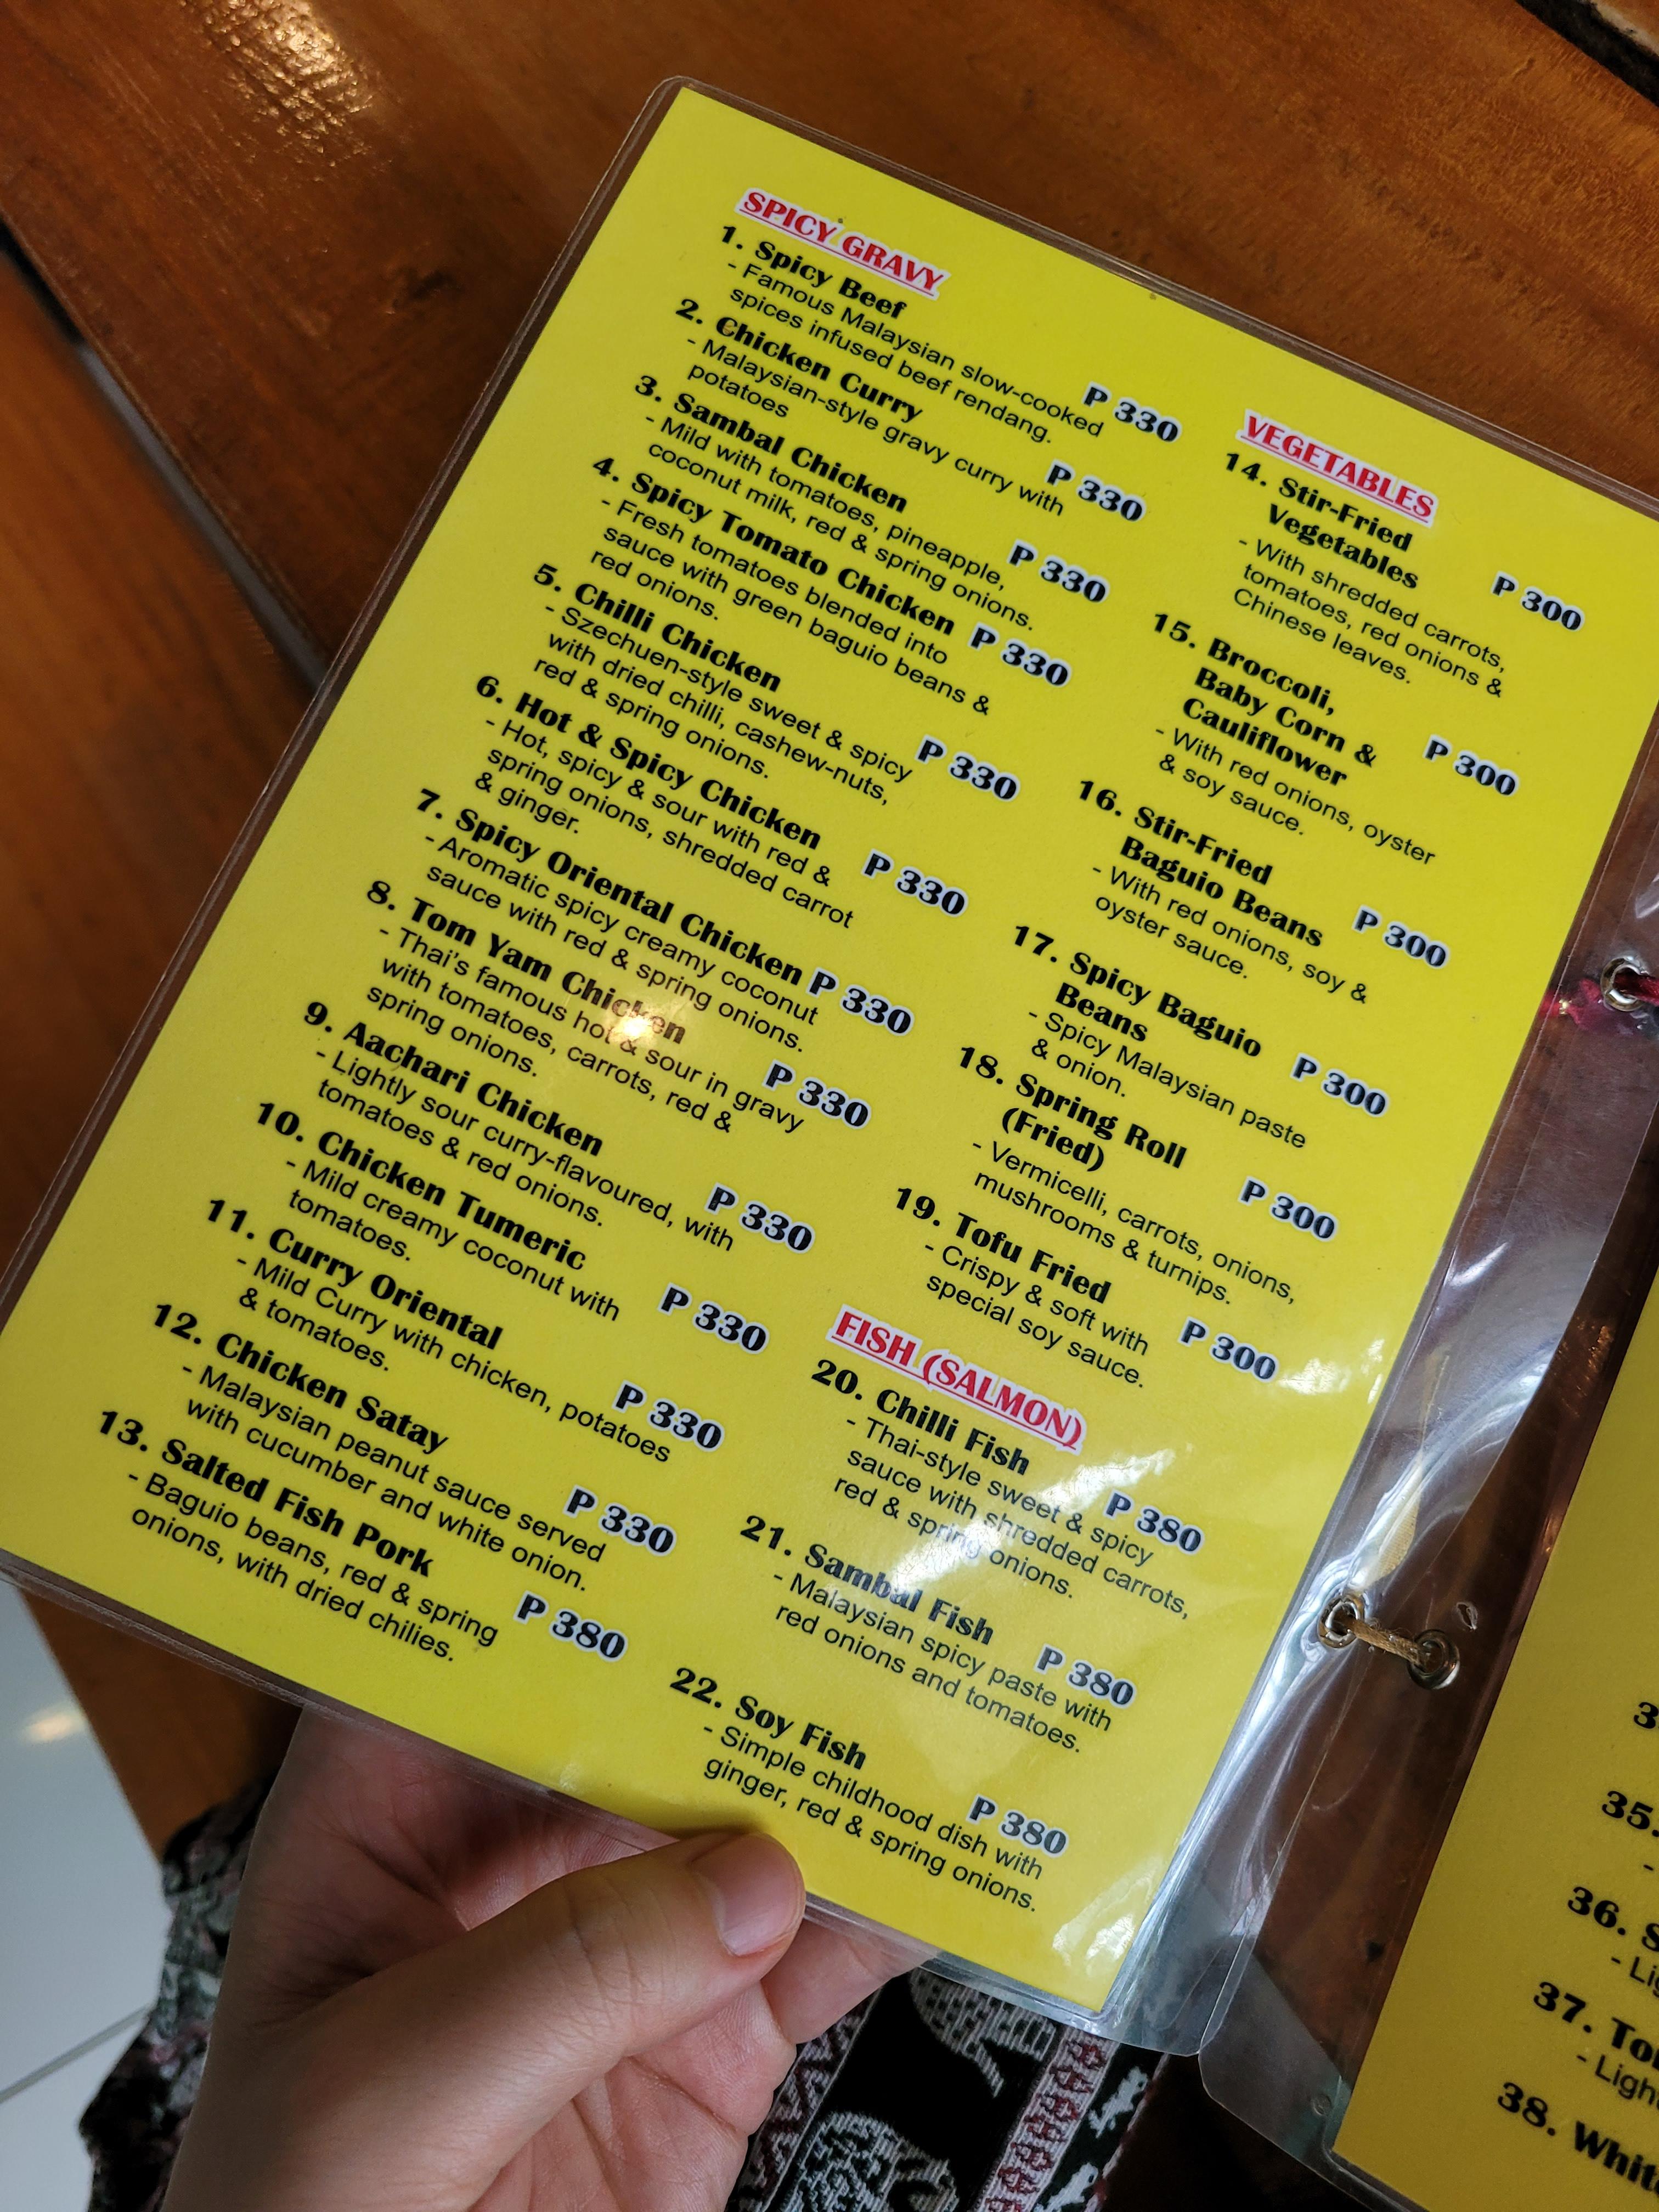 SPICY GRAVY
1. Spicy Beef
- Famous Malaysian slow-cooked
spices infused beef rendang.
P 330
2. Chicken Curry
- Malaysian-style gravy curry with
potatoes
P 330
3. Sambal Chicken
- Mild with tomatoes, pineapple,
coconut milk, red & spring onions.
P 330
4. Spicy Tomato Chicken
P 330
- Fresh tomatoes blended into
sauce with green baguio beans &
red onions.
5. Chilli Chicken
- Szechuen-style sweet & spicy
with dried chilli, cashew-nuts,
red & spring onions.
P 330
6. Hot & Spicy Chicken
- Hot, spicy & sour with red &
spring onions, shredded carrot
& ginger.
P 330
7. Spicy Oriental Chicken P 330
- Aromatic spicy creamy coconut
sauce with red & spring onions.
8. Tom Yam Chicken
- Thai's famous hot & sour in gravy
with tomatoes, carrots, red &
spring onions.
P 330
9. Aachari Chicken
- Lightly sour curry-flavoured, with
tomatoes & red onions.
P 330
10. Chicken Tumeric
- Mild creamy coconut with
tomatoes.
P 330
11. Curry Oriental
- Mild Curry with chicken, potatoes
& tomatoes.
P 330
12. Chicken Satay
- Malaysian peanut sauce served
with cucumber and white onion.
P 330
13. Salted Fish Pork
- Baguio beans, red & spring
onions, with dried chilies.
P 380
VEGETABLES
14. Stir-Fried
Vegetables
P 300
- With shredded carrots,
tomatoes, red onions &
Chinese leaves.
15. Broccoli,
Baby Corn &
Cauliflower
P 300
- With red onions, oyster
& soy sauce.
16. Stir-Fried
Baguio Beans
P 300
- With red onions, soy &
oyster sauce.
17. Spicy Baguio
Beans
P 300
- Spicy Malaysian paste
& onion.
18. Spring Roll
(Fried)
P 300
- Vermicelli, carrots, onions,
mushrooms & turnips.
19. Tofu Fried
P 300
- Crispy & soft with
special soy sauce.
FISH (SALMON)
20. Chilli Fish
P 380
- Thai-style sweet & spicy
sauce with shredded carrots,
red & spring onions.
21. Sambal Fish
P 380
- Malaysian spicy paste with
red onions and tomatoes.
22. Soy Fish
P 380
- Simple childhood dish with
ginger, red & spring onions.
35.
-
36.
-
37.
- Light
38.